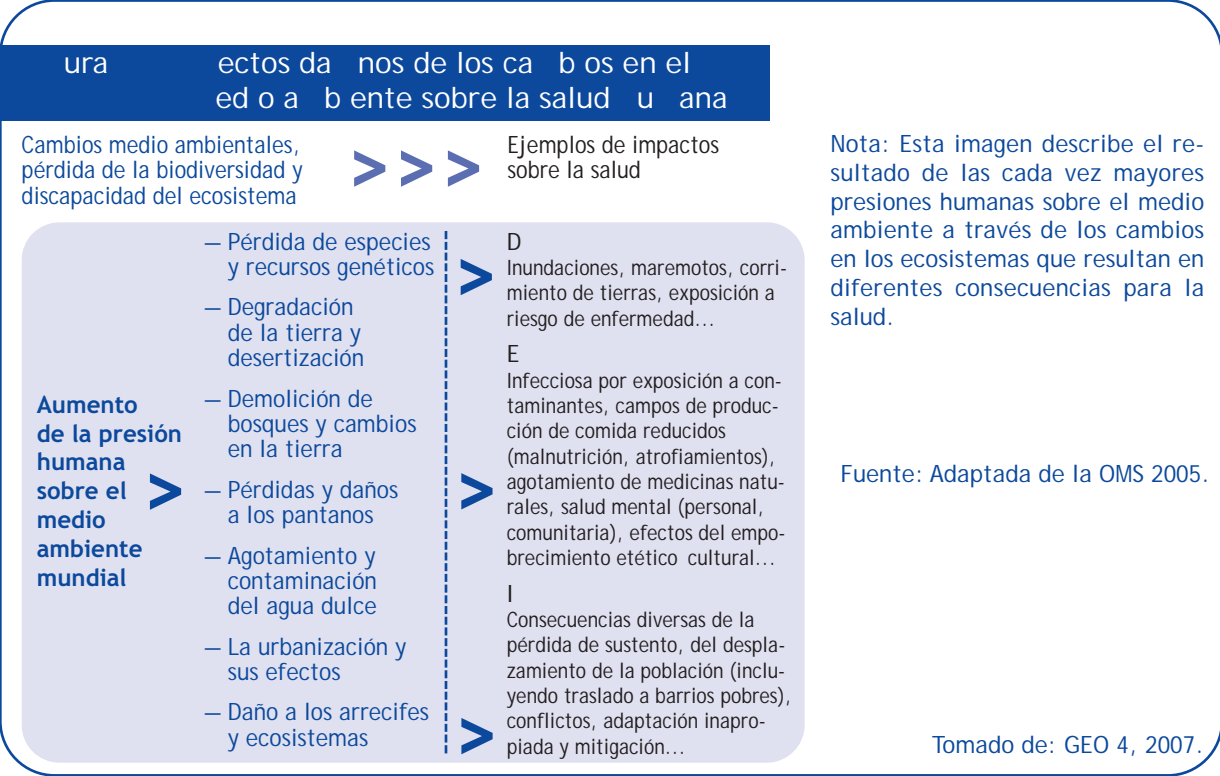 ura ectos da nos de los ca b os en el
ed o a b ente sobre la salud u ana
Cambios medio ambientales,
pérdida de la biodiversidad y
discapacidad del ecosistema
> > >
Ejemplos de impactos
sobre la salud
Aumento
de la presión
humana
sobre el
medio
ambiente
mundial
>
— Pérdida de especies
y recursos genéticos
— Degradación
de la tierra y
desertización
— Demolición de
bosques y cambios
en la tierra
— Pérdidas y daños
a los pantanos
— Agotamiento y
contaminación
del agua dulce
— La urbanización y
sus efectos
— Daño a los arrecifes
y ecosistemas
>
D
Inundaciones, maremotos, corri-
miento de tierras, exposición a
riesgo de enfermedad…
>
E
Infecciosa por exposición a con-
taminantes, campos de produc-
ción de comida reducidos
(malnutrición, atrofiamientos),
agotamiento de medicinas natu-
rales, salud mental (personal,
comunitaria), efectos del empo-
brecimiento etético cultural…
>
I
Consecuencias diversas de la
pérdida de sustento, del despla-
zamiento de la población (inclu-
yendo traslado a barrios pobres),
conflictos, adaptación inapro-
piada y mitigación…
Nota: Esta imagen describe el re-
sultado de las cada vez mayores
presiones humanas sobre el medio
ambiente a través de los cambios
en los ecosistemas que resultan en
diferentes consecuencias para la
salud.
Fuente: Adaptada de la OMS 2005.
Tomado de: GEO 4, 2007.